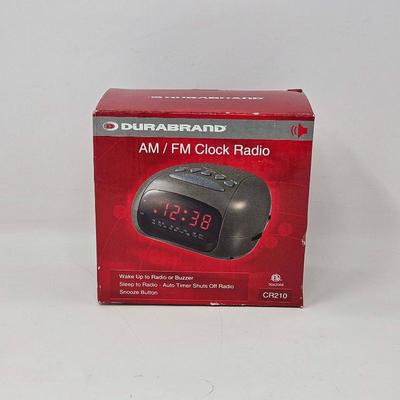 DURABRAND
AM / FM Clock Radio
12:38
Wake Up to Radio or Buzzer
Sleep to Radio - Auto Timer Shuts Off Radio
Snooze Button
CR210